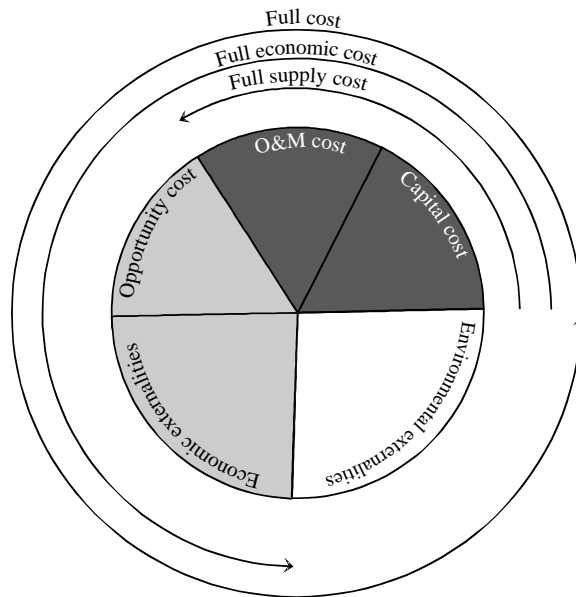 Full cost
Full economic cost
Full supply cost
O&M cost
Capital cost
Opportunity cost
Economic externalities
Environmental externalities